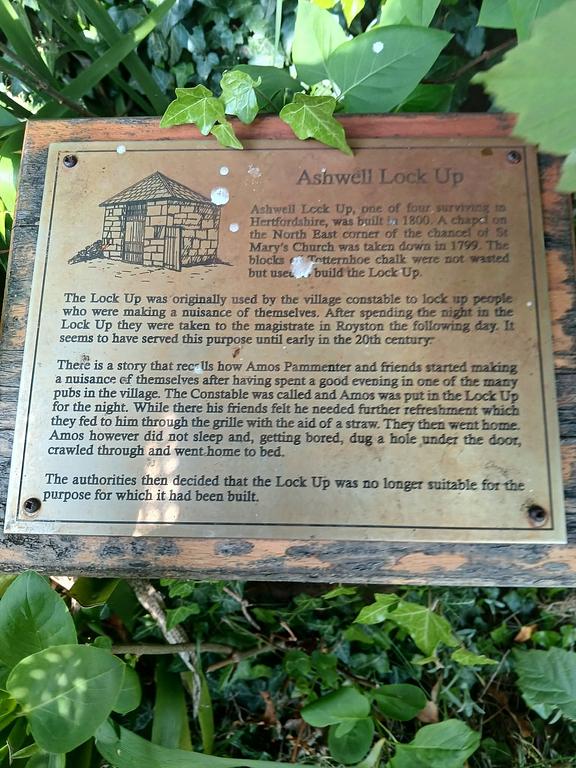 Ashwell Lock Up
Ashwell Lock Up, one of four surviving in
Hertfordshire, was built in 1800. A chapel on
the North East corner of the chancel of St
Mary's Church was taken down in 1799. The
blocks of Totternhoe chalk were not wasted
but used build the Lock Up.
The Lock Up was originally used by the village constable to lock up people
who were making a nuisance of themselves. After spending the night in the
Lock Up they were taken to the magistrate in Royston the following day. It
seems to have served this purpose until early in the 20th century.
There is a story that recalls how Amos Pammenter and friends started making
a nuisance of themselves after having spent a good evening in one of the many
pubs in the village. The Constable was called and Amos was put in the Lock Up
for the night. While there his friends felt he needed further refreshment which
they fed to him through the grille with the aid of a straw. They then went home.
Amos however did not sleep and, getting bored, dug a hole under the door,
crawled through and went home to bed.
The authorities then decided that the Lock Up was no longer suitable for the
purpose for which it had been built.